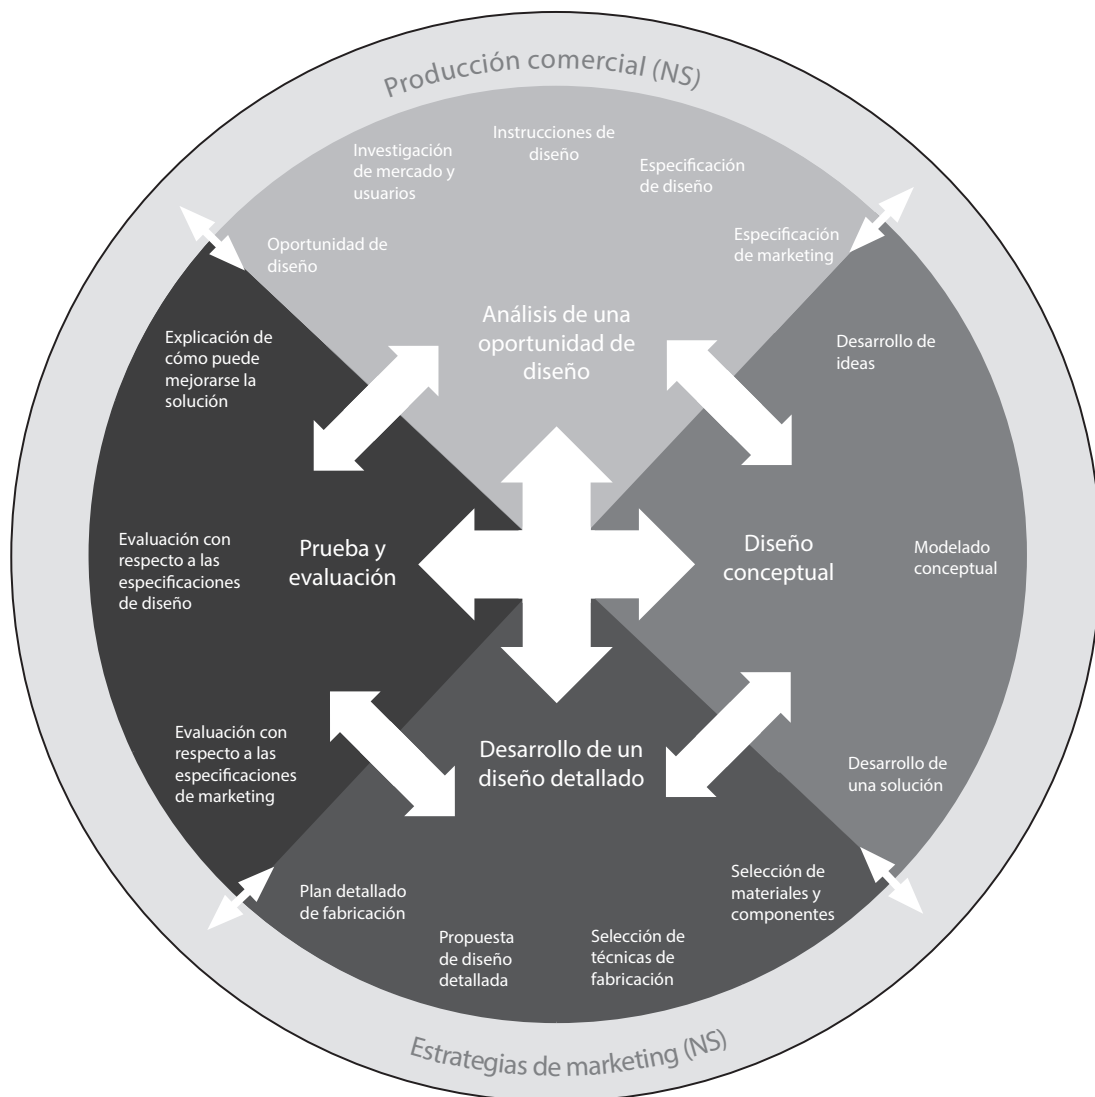 Producción comercial (NS)
Instrucciones de
diseño
Investigación
de mercado y
usuarios
Especificación
de diseño
Oportunidad de
diseño
Especificación
de marketing
Análisis de una
oportunidad de
diseño
Desarrollo de
ideas
Modelado
conceptual
Desarrollo de
una solución
Diseño
conceptual
Selección de
materiales y
componentes
Selección de
técnicas de
fabricación
Propuesta
de diseño
detallada
Plan detallado
de fabricación
Desarrollo de un
diseño detallado
Evaluación con
respecto a las
especificaciones
de marketing
Evaluación con
respecto a las
especificaciones
de diseño
Explicación de
cómo puede
mejorarse la
solución
Prueba y
evaluación
Estrategias de marketing (NS)